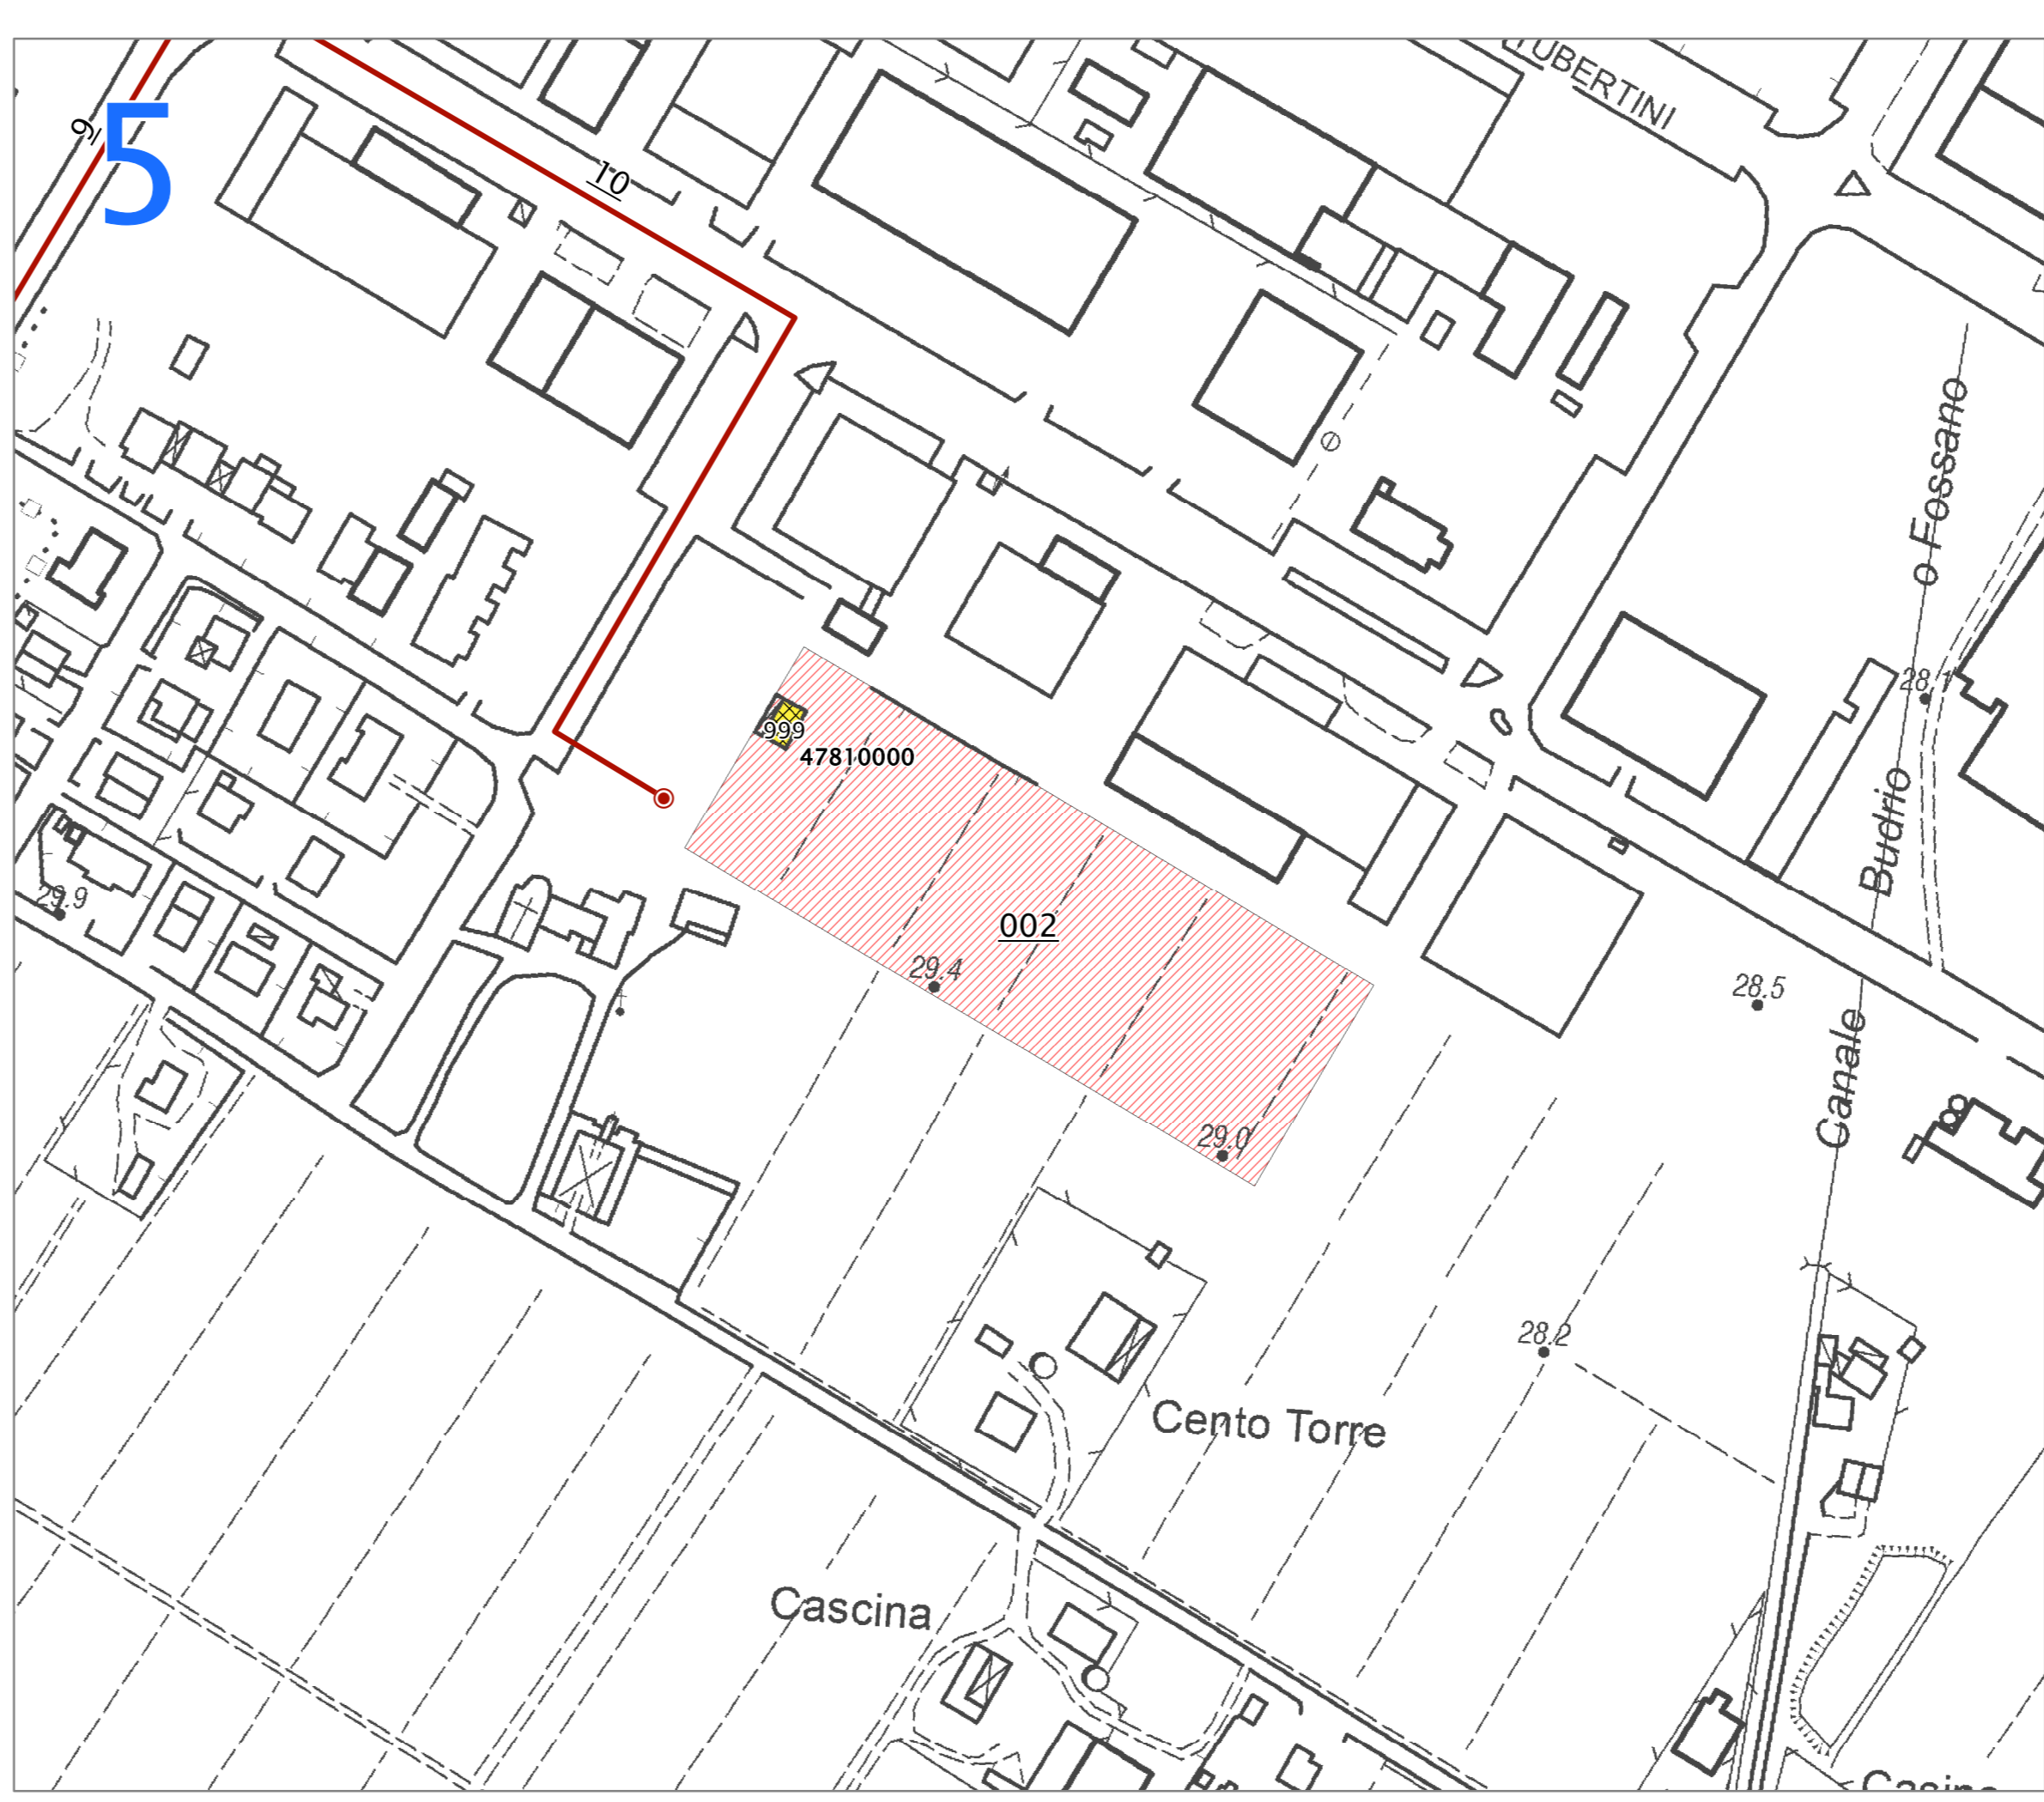 UBERTINI
9
5
10
o Fossano
28.1
999
47810000
Budrio
29.9
002
29.4
28.5
Canale
29.0
28.2
Cento Torre
Cascina